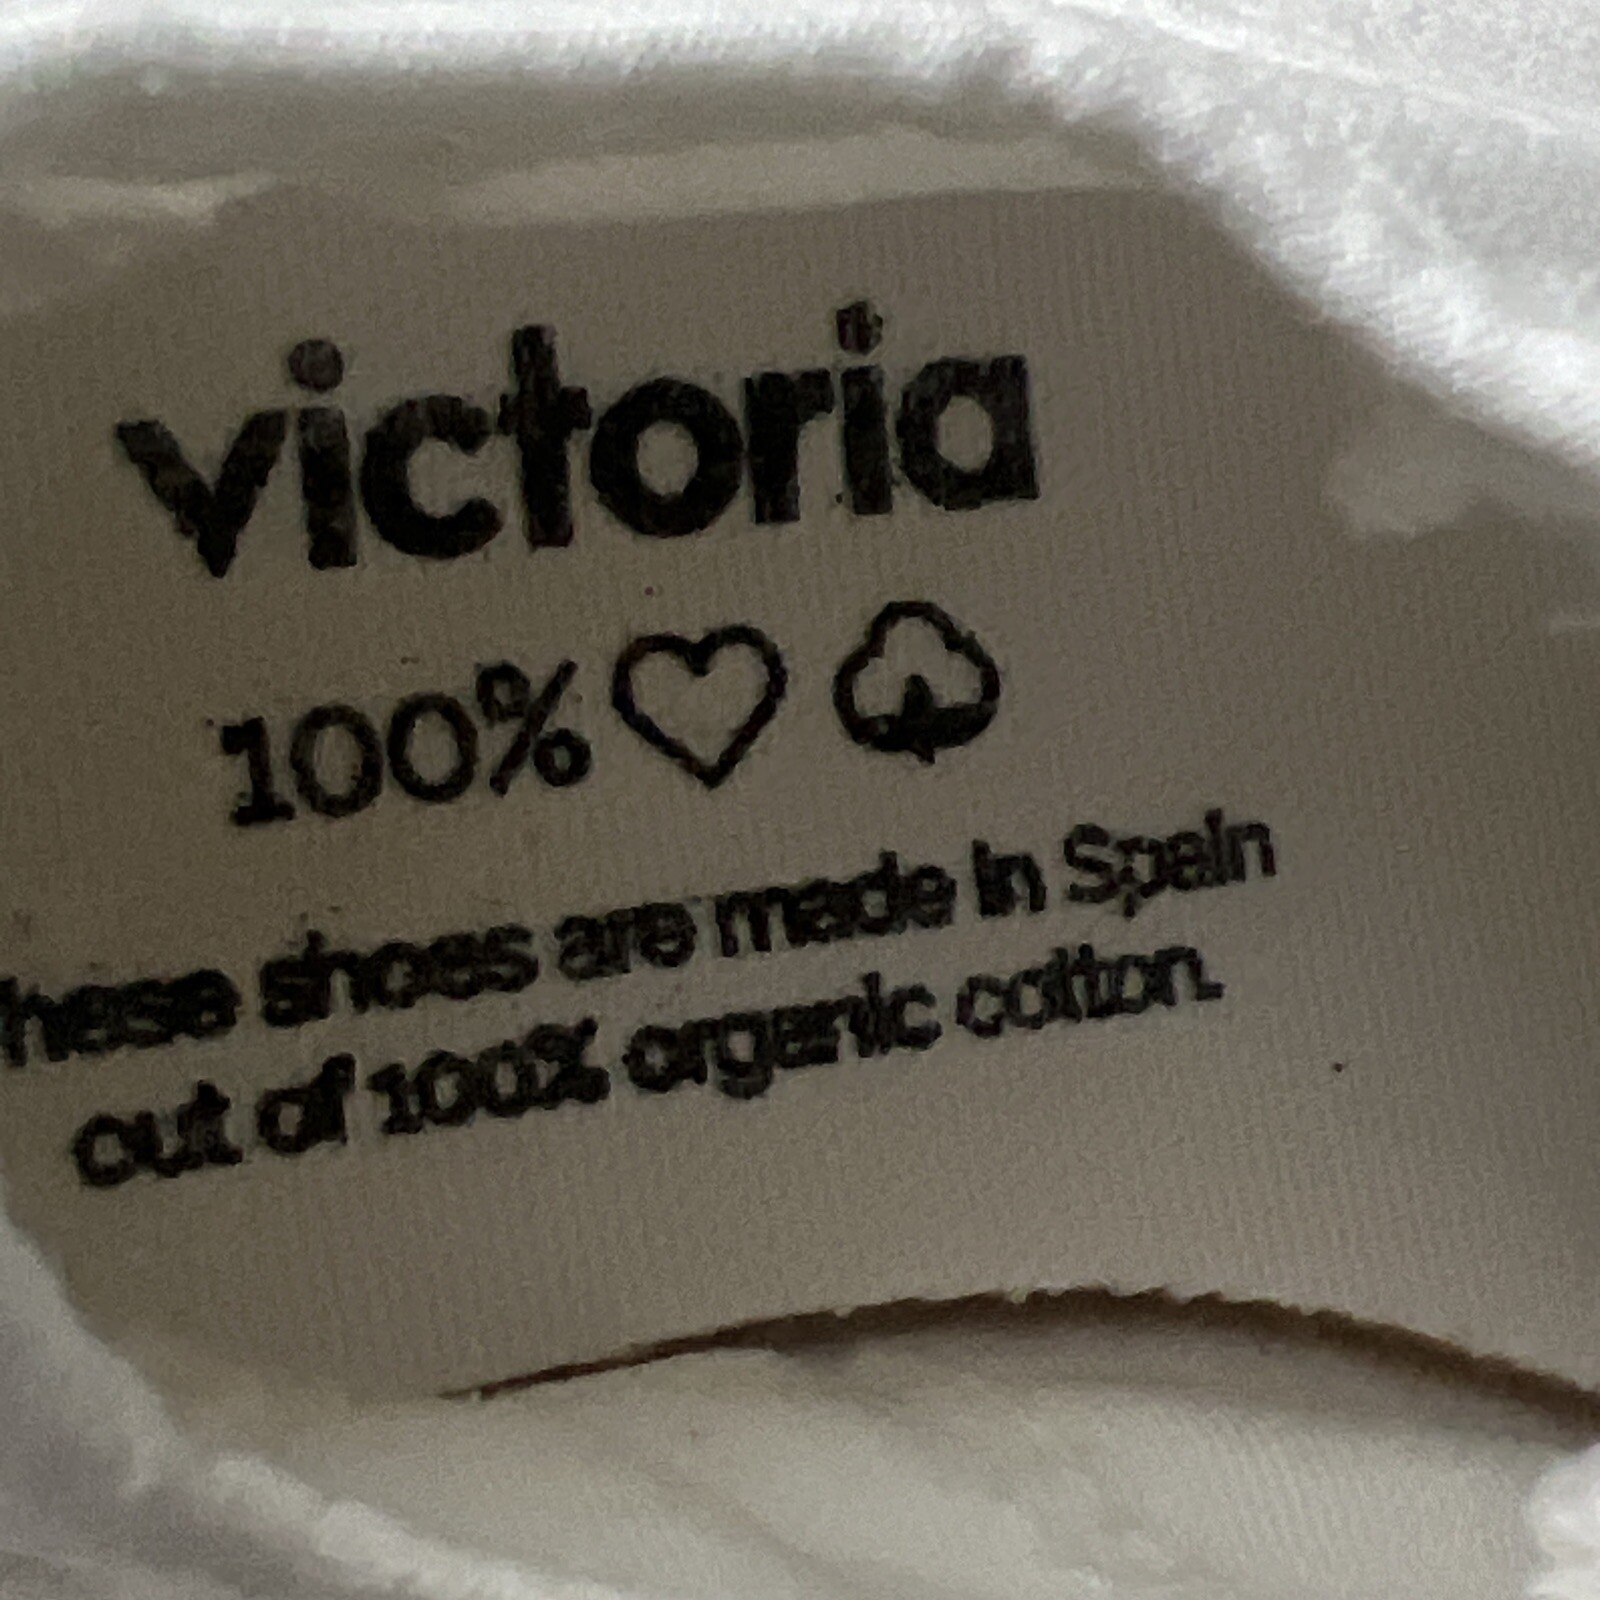 victoria
100%
hese shoes are made in Spain
out of 100% organic cotton.